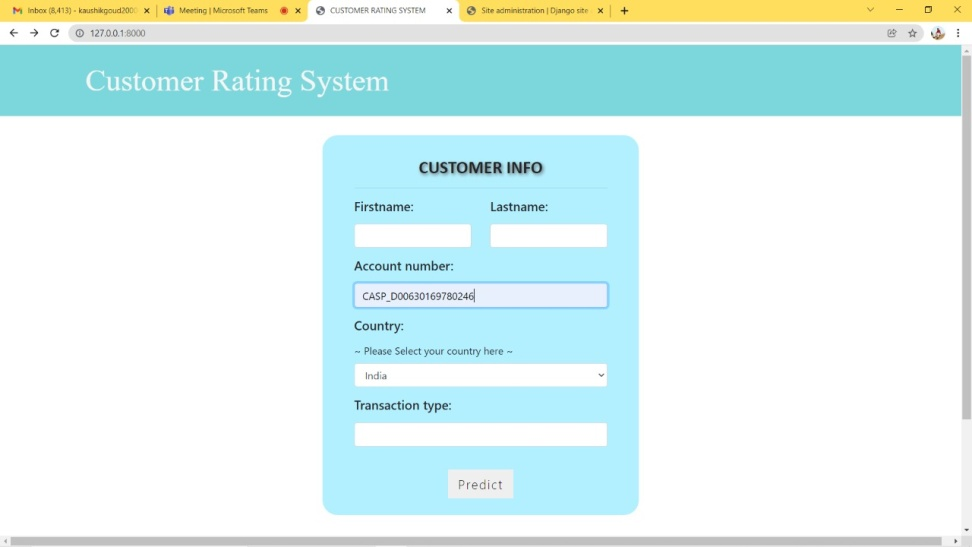 Inbox (8,413) - kaushikgoud2000
Meeting | Microsoft Teams
CUSTOMER RATING SYSTEM
Site administration | Django site
127.0.0.1:8000
Customer Rating System
CUSTOMER INFO
Firstname: Lastname:
Account number:
CASP_D00630169780246
Country:
~ Please Select your country here ~
India
Transaction type:
Predict